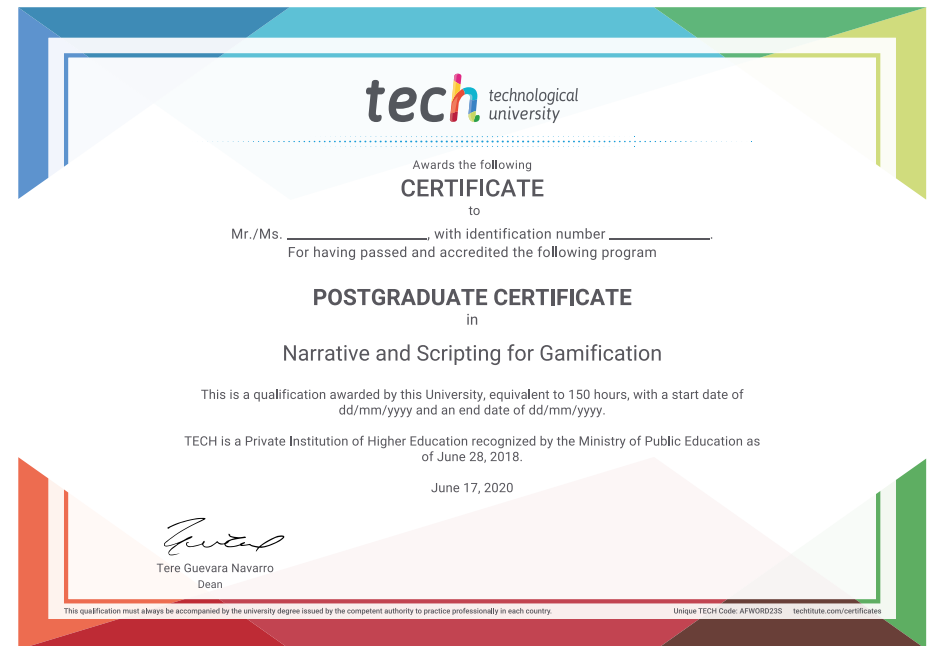 tech technological
university
Awards the following
CERTIFICATE
to
Mr./Ms. ____________________, with identification number ______________.
For having passed and accredited the following program
POSTGRADUATE CERTIFICATE
in
Narrative and Scripting for Gamification
This is a qualification awarded by this University, equivalent to 150 hours, with a start date of
dd/mm/yyyy and an end date of dd/mm/yyyy.
TECH is a Private Institution of Higher Education recognized by the Ministry of Public Education as
of June 28, 2018.
June 17, 2020
Tere Guevara Navarro
Dean
This qualification must always be accompanied by the university degree issued by the competent authority to practice professionally in each country. Unique TECH Code: AFWORD23S techtitute.com/certificates